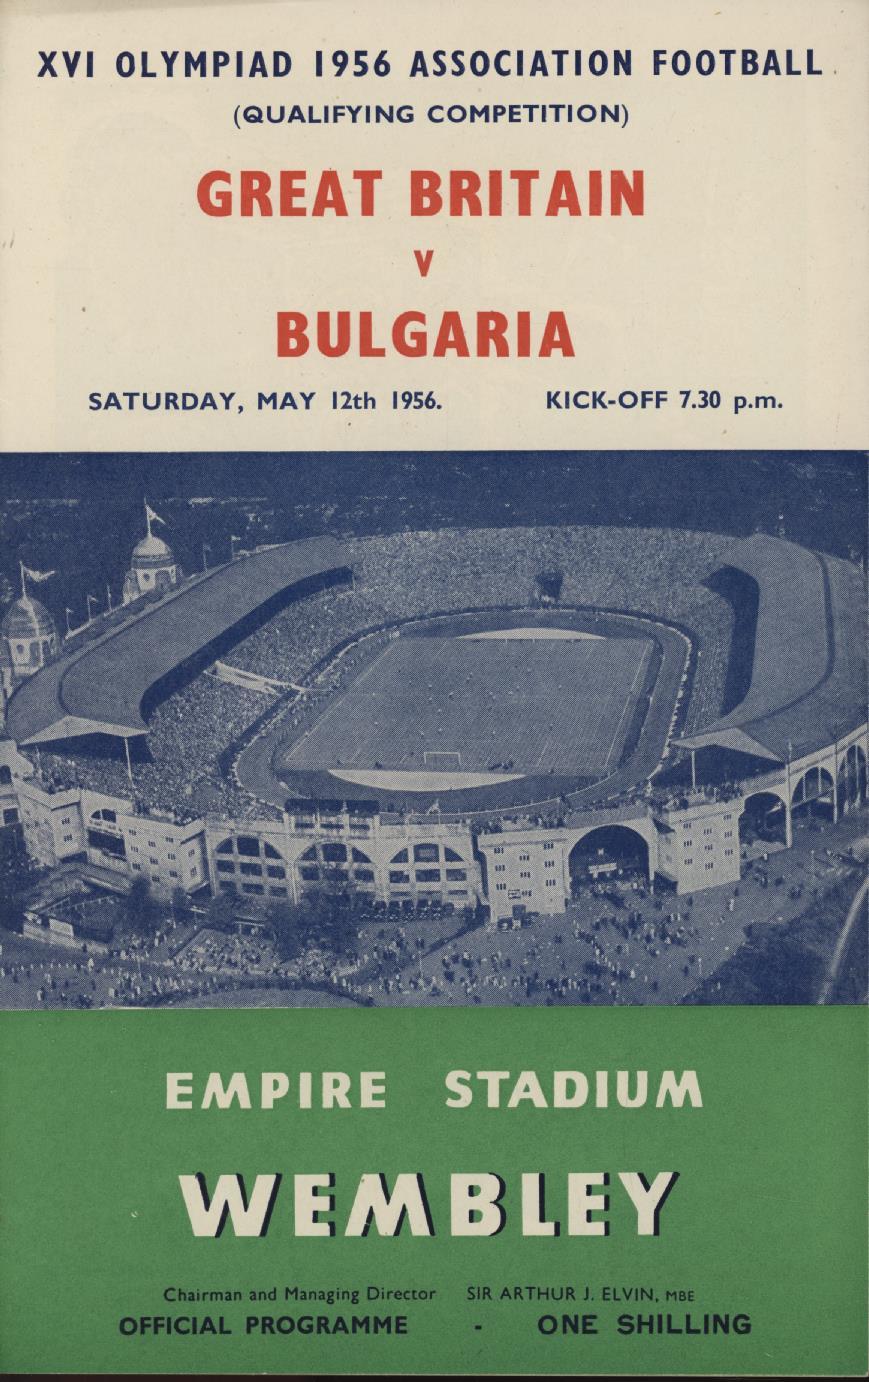 XVI OLYMPIAD 1956 ASSOCIATION FOOTBALL
(QUALIFYING COMPETITION)
GREAT BRITAIN
V
BULGARIA
SATURDAY, MAY 12th 1956. KICK-OFF 7.30 p.m.
EMPIRE STADIUM
WEMBLEY
Chairman and Managing Director SIR ARTHUR J. ELVIN, MBE
OFFICIAL PROGRAMME - ONE SHILLING